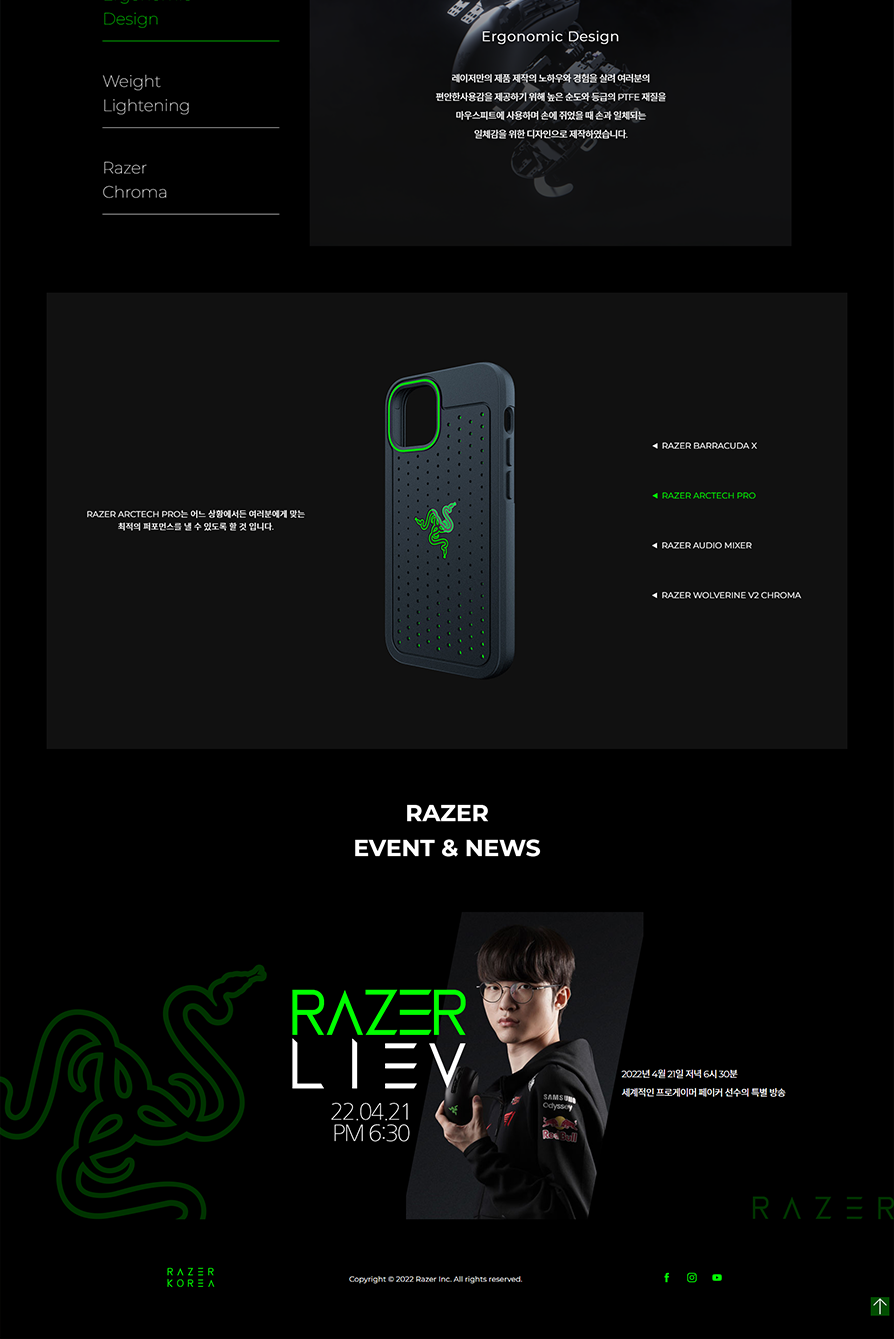 Design
Weight
Lightening
Razer
Chroma
Ergonomic Design
레이저만의 제품 제작의 노하우와 경험을 살려 여러분의
편안한사용감을 제공하기 위해 높은 순도와 등급의 PTFE 재질을
마우스피트에 사용하며 손에 쥐었을 때 손과 일체되는
일체감을 위한 디자인으로 제작하였습니다.
RAZER ARCTECH PRO는 어느 상황에서든 여러분에게 맞는
최적의 퍼포먼스를 낼 수 있도록 할 것 입니다.
RAZER BARRACUDA X
RAZER ARCTECH PRO
RAZER AUDIO MIXER
RAZER WOLVERINE V2 CHROMA
RAZER
EVENT & NEWS
RAZER
LIEV
22.04.21
PM 6:30
SAMSUNG
Odyssey
Red Bull
2022년 4월 21일 저녁 6시 30분
세계적인 프로게이머 페이커 선수의 특별 방송
RAZER
RAZER
KOREA
Copyright © 2022 Razer Inc. All rights reserved.